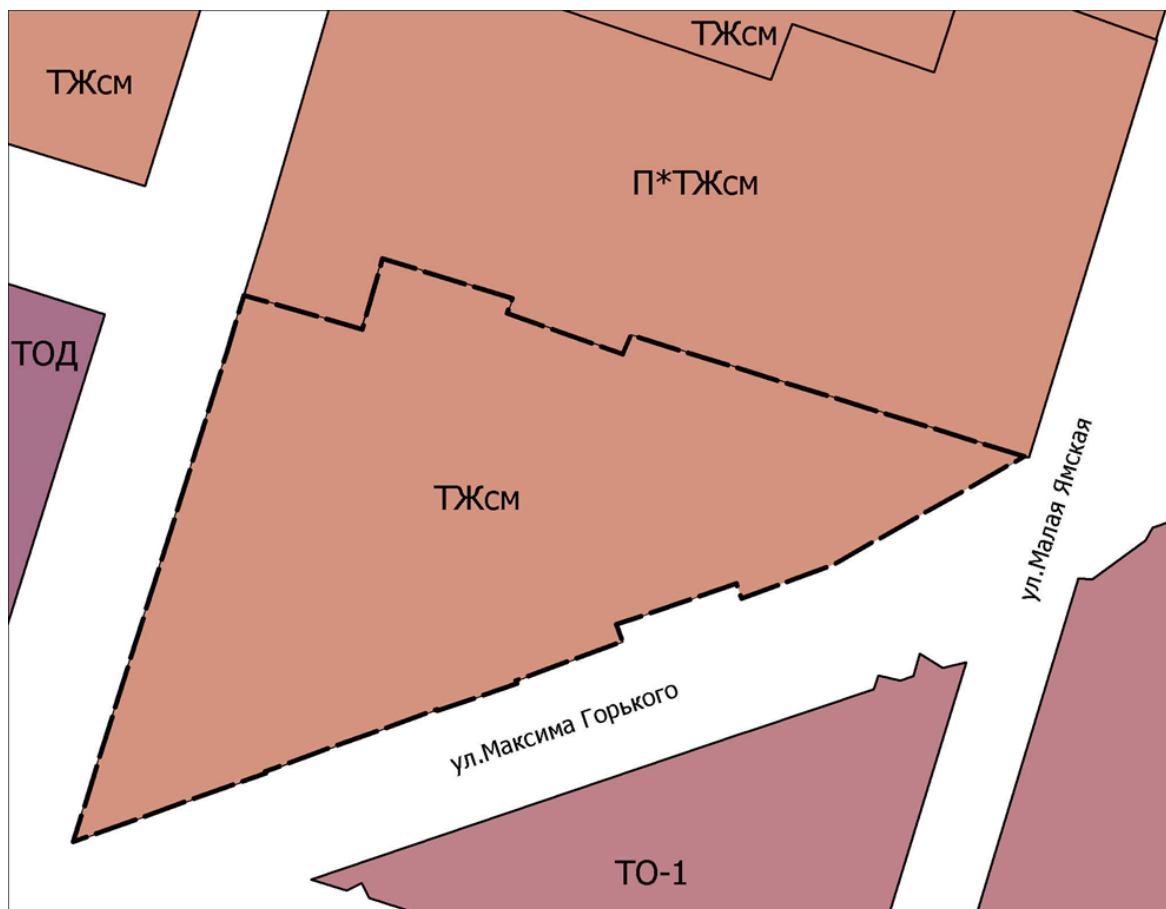 ТЖсм
ТЖсм
П*ТЖсм
ТОД
ТЖсм
ул.Малая Ямская
ул.Максима Горького
ТО-1